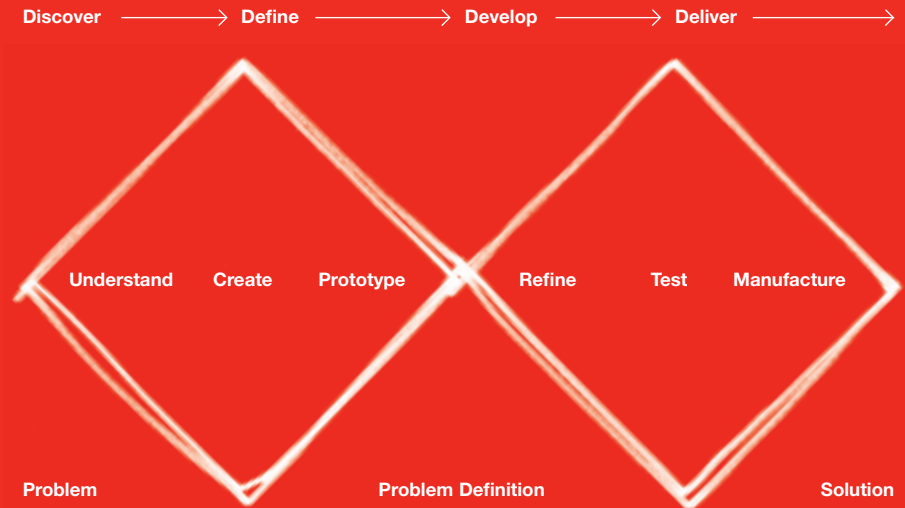 Discover Define Develop Deliver
Understand Create Prototype Refine Test Manufacture
Problem Problem Definition Solution